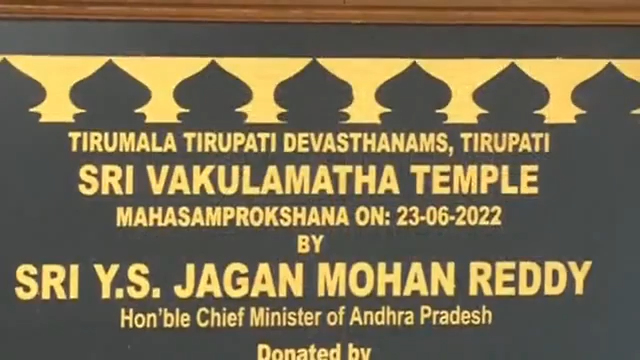 TIRUMALA TIRUPATI DEVASTHANAMS, TIRUPATI
SRI VAKULAMATHA TEMPLE
MAHASAMPROKSHANA ON: 23-06-2022
BY
SRI Y.S. JAGAN MOHAN REDDY
Hon'ble Chief Minister of Andhra Pradesh
Donated by